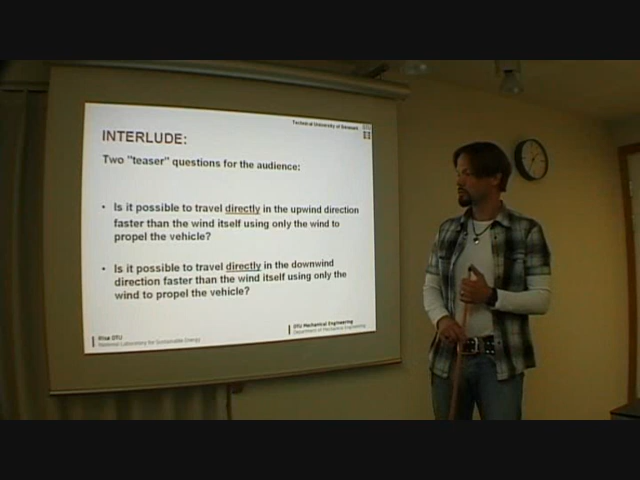 Technical University of Denmark
INTERLUDE:
Two "teaser" questions for the audience:
• Is it possible to travel directly in the upwind direction
faster than the wind itself using only the wind to
propel the vehicle?
• Is it possible to travel directly in the downwind
direction faster than the wind itself using only the
wind to propel the vehicle?
Risø DTU
National Laboratory for Sustainable Energy
DTU Mechanical Engineering
Department of Mechanical Engineering